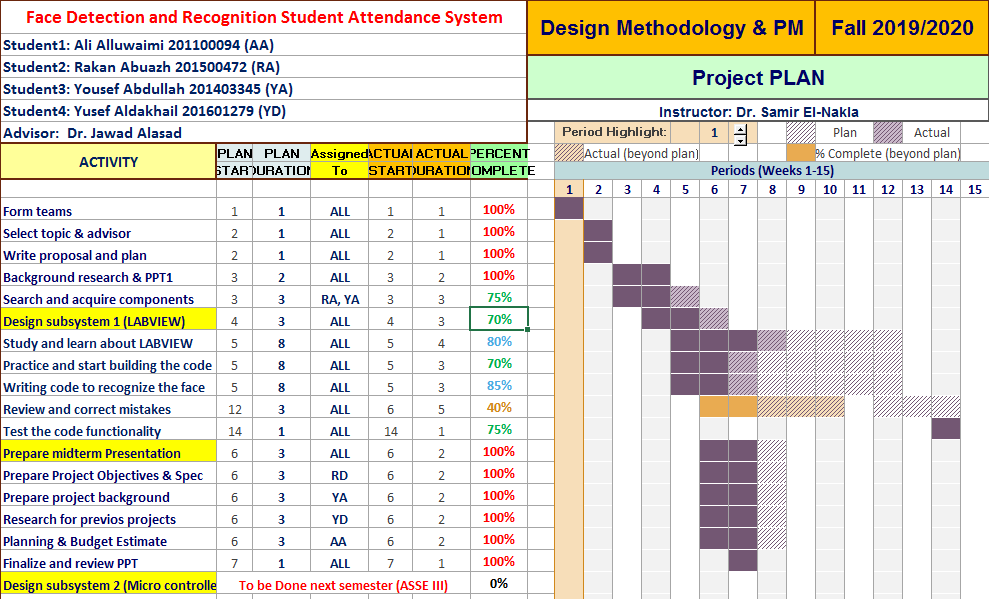 Face Detection and Recognition Student Attendance System
Design Methodology & PM
Fall 2019/2020
Student1: Ali Alluwaimi 201100094 (AA)
Student2: Rakan Abuazh 201500472 (RA)
Student3: Yousef Abdullah 201403345 (YA)
Student4: Yusef Aldakhail 201601279 (YD)
Advisor: Dr. Jawad Alasad
Project PLAN
Instructor: Dr. Samir El-Nakla
Period Highlight: 1 Plan Actual
Actual (beyond plan) % Complete (beyond plan)
ACTIVITY
PLAN START
PLAN DURATION
Assigned To
ACTUAL START
ACTUAL DURATION
PERCENT COMPLETE
Periods (Weeks 1-15)
1 2 3 4 5 6 7 8 9 10 11 12 13 14 15
Form teams 1 1 ALL 1 1 100%
Select topic & advisor 2 1 ALL 2 1 100%
Write proposal and plan 2 1 ALL 2 1 100%
Background research & PPT1 3 2 ALL 3 2 100%
Search and acquire components 3 3 RA, YA 3 3 75%
Design subsystem 1 (LABVIEW) 4 3 ALL 4 3 70%
Study and learn about LABVIEW 5 8 ALL 5 4 80%
Practice and start building the code 5 8 ALL 5 3 70%
Writing code to recognize the face 5 8 ALL 5 3 85%
Review and correct mistakes 12 3 ALL 6 5 40%
Test the code functionality 14 1 ALL 14 1 75%
Prepare midterm Presentation 6 3 ALL 6 2 100%
Prepare Project Objectives & Spec 6 3 RD 6 2 100%
Prepare project background 6 3 YA 6 2 100%
Research for previos projects 6 3 YD 6 2 100%
Planning & Budget Estimate 6 3 AA 6 2 100%
Finalize and review PPT 7 1 ALL 7 1 100%
Design subsystem 2 (Micro controlle To be Done next semester (ASSE III) 0%